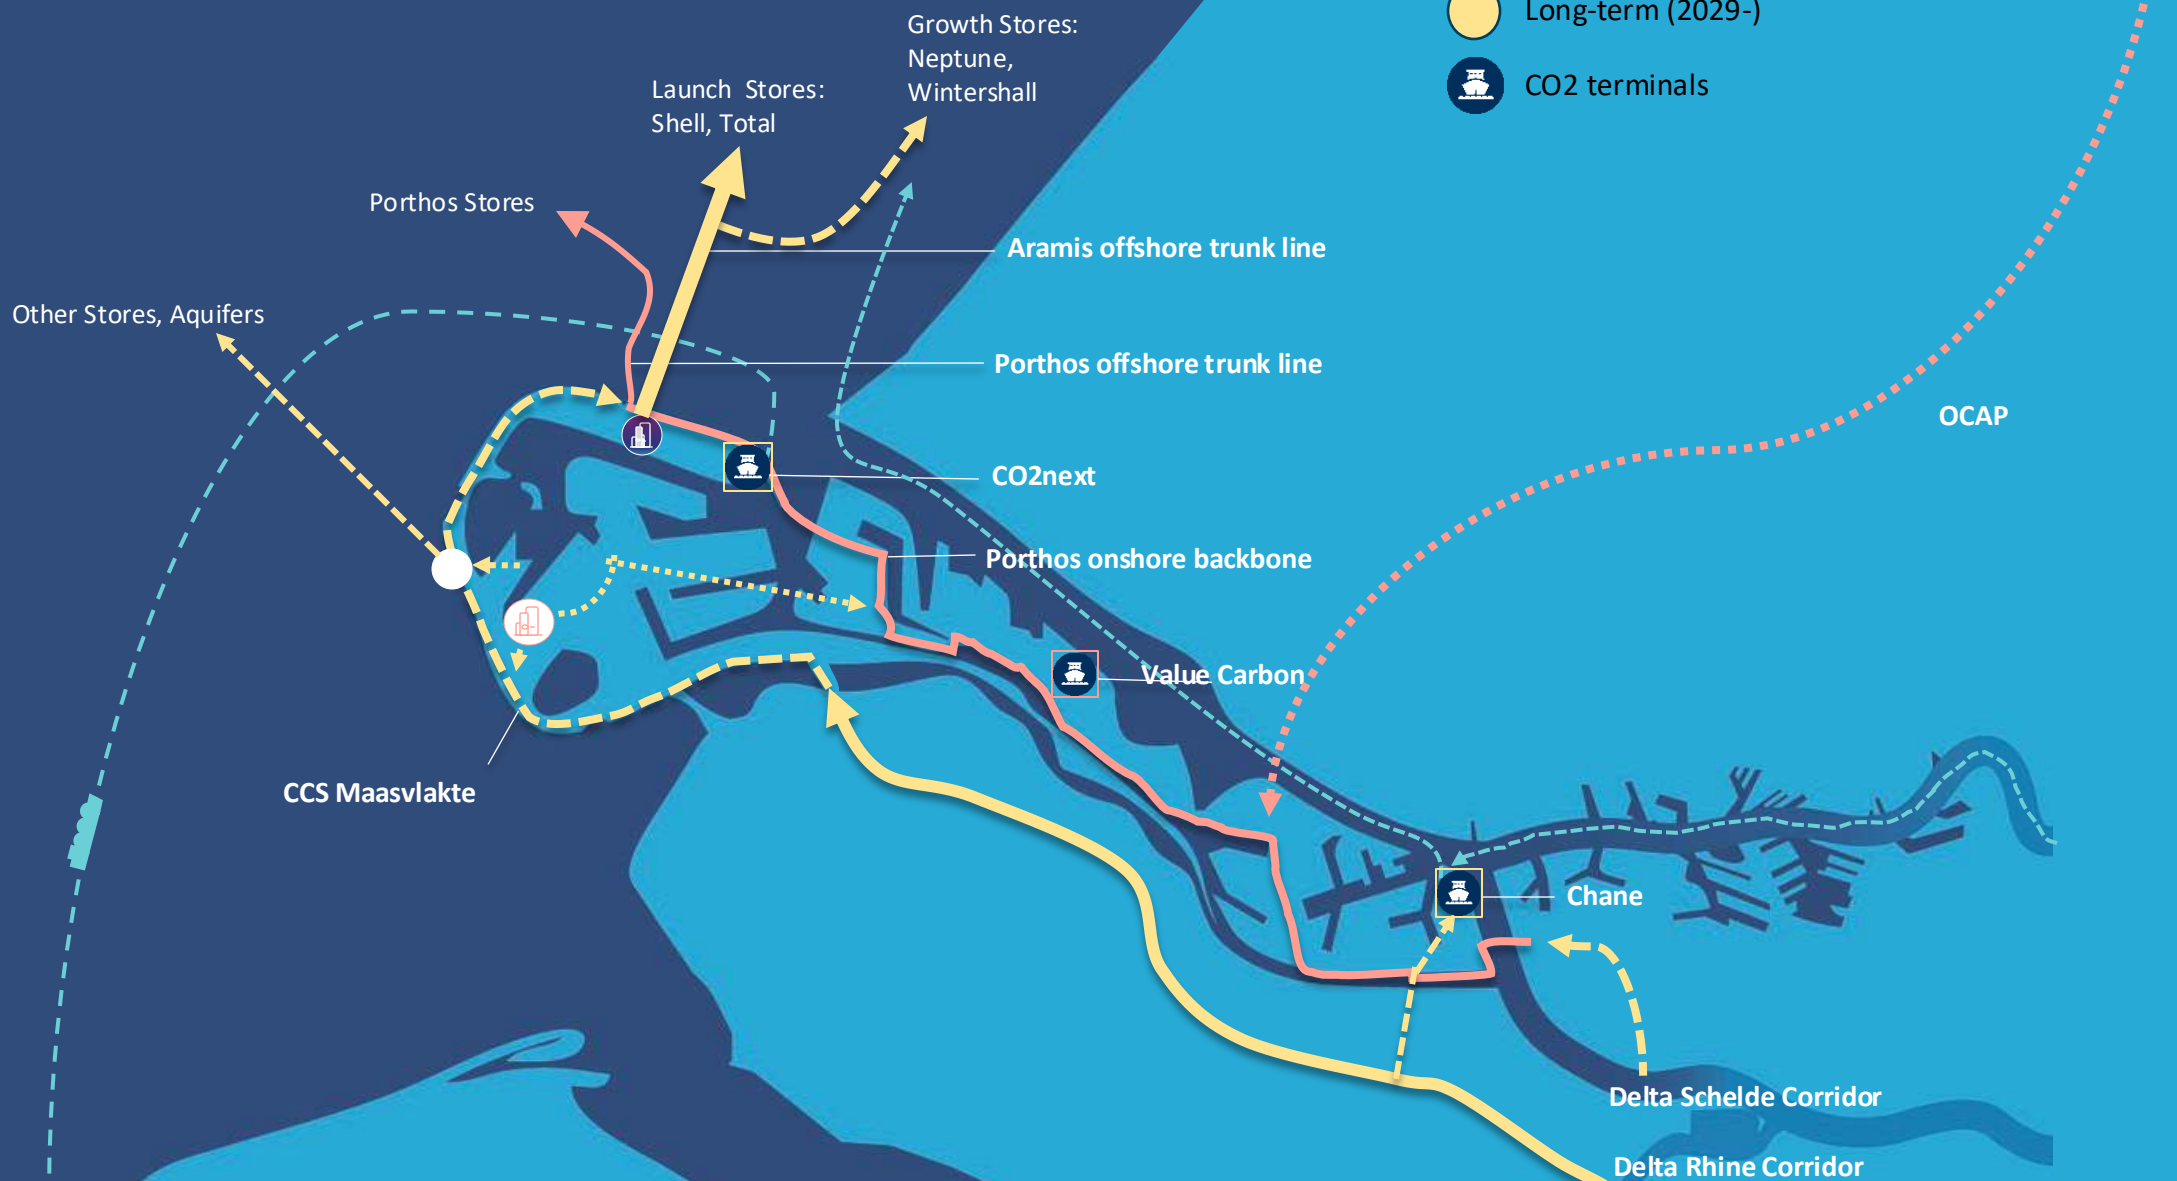 Long-term (2029-)
Growth Stores:
Neptune,
Wintershall
CO2 terminals
Launch Stores:
Shell, Total
Porthos Stores
Aramis offshore trunk line
Other Stores, Aquifers
Porthos offshore trunk line
OCAP
CO2next
Porthos onshore backbone
Value Carbon
CCS Maasvlakte
Chane
Delta Schelde Corridor
Delta Rhine Corridor